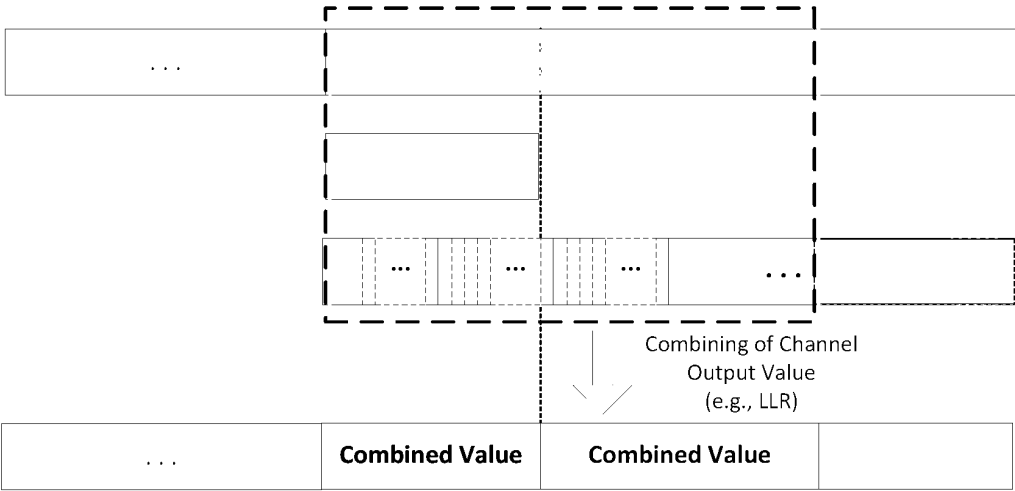 . . .
... ... ... ...
Combining of Channel
Output Value
(e.g., LLR)
. . . Combined Value Combined Value